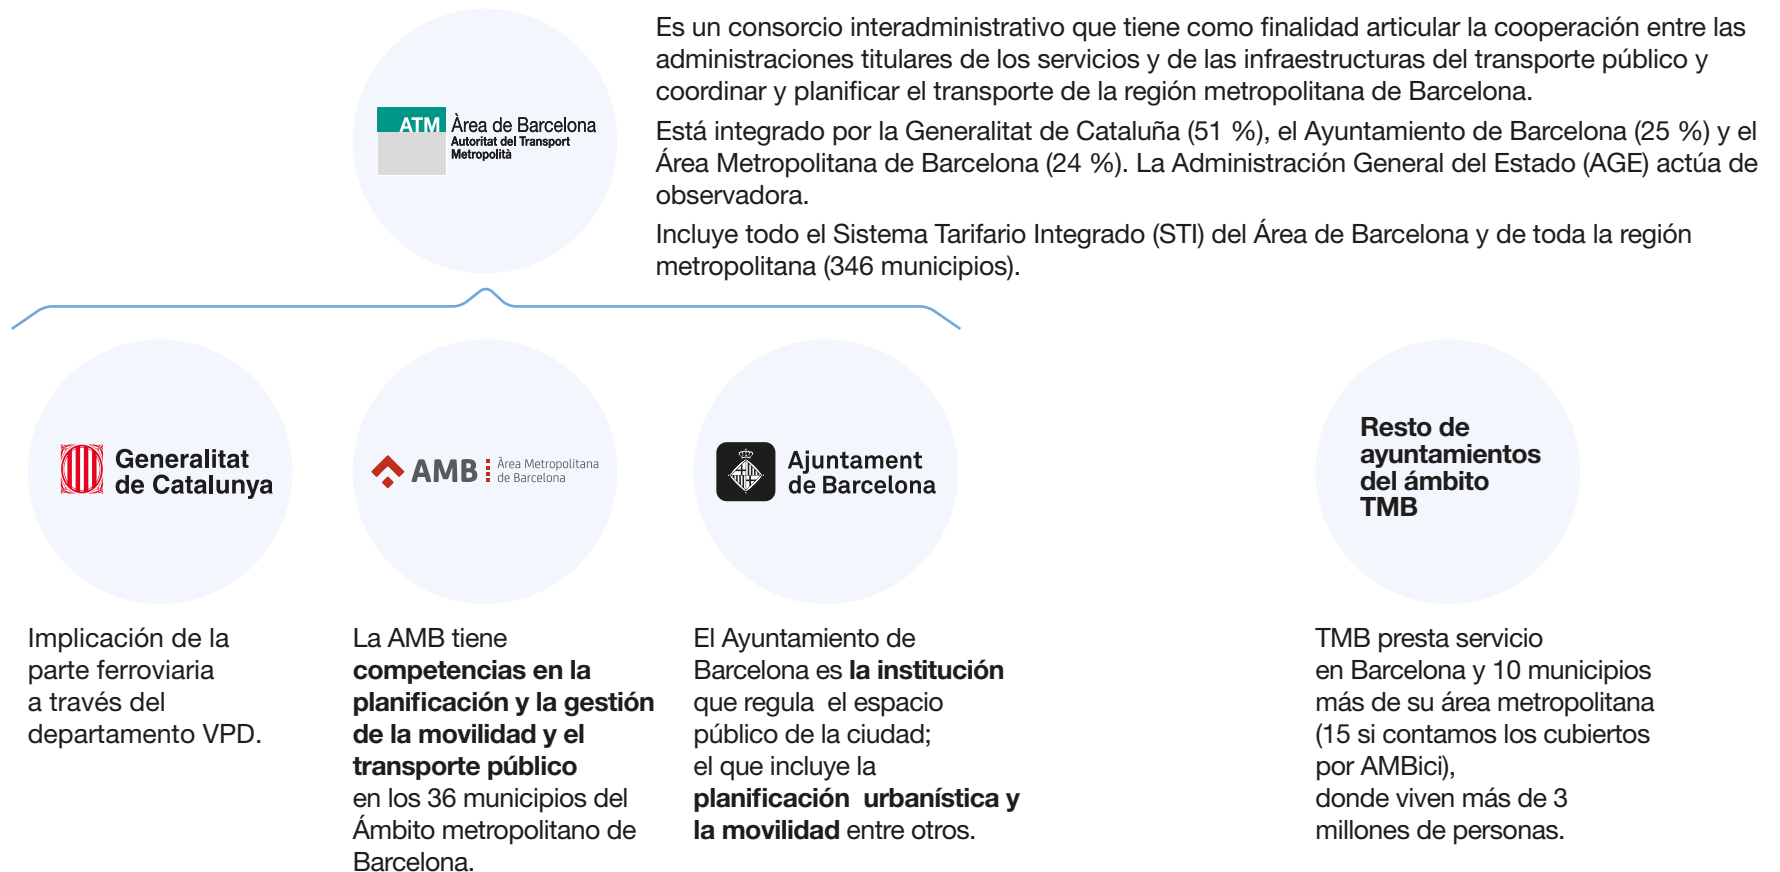 Es un consorcio interadministrativo que tiene como finalidad articular la cooperación entre las
administraciones titulares de los servicios y de las infraestructuras del transporte público y
coordinar y planificar el transporte de la región metropolitana de Barcelona.
Está integrado por la Generalitat de Cataluña (51 %), el Ayuntamiento de Barcelona (25 %) y el
Área Metropolitana de Barcelona (24 %). La Administración General del Estado (AGE) actúa de
observadora.
Incluye todo el Sistema Tarifario Integrado (STI) del Área de Barcelona y de toda la región
metropolitana (346 municipios).
ATM Àrea de Barcelona
Autoritat del Transport
Metropolità
Generalitat
de Catalunya
Implicación de la
parte ferroviaria
a través del
departamento VPD.
AMB Àrea Metropolitana
de Barcelona
La AMB tiene
competencias en la
planificación y la gestión
de la movilidad y el
transporte público
en los 36 municipios del
Ámbito metropolitano de
Barcelona.
Ajuntament
de Barcelona
El Ayuntamiento de
Barcelona es la institución
que regula  el espacio
público de la ciudad;
el que incluye la
planificación  urbanística y
la movilidad entre otros.
Resto de
ayuntamientos
del ámbito
TMB
TMB presta servicio
en Barcelona y 10 municipios
más de su área metropolitana
(15 si contamos los cubiertos
por AMBici),
donde viven más de 3
millones de personas.